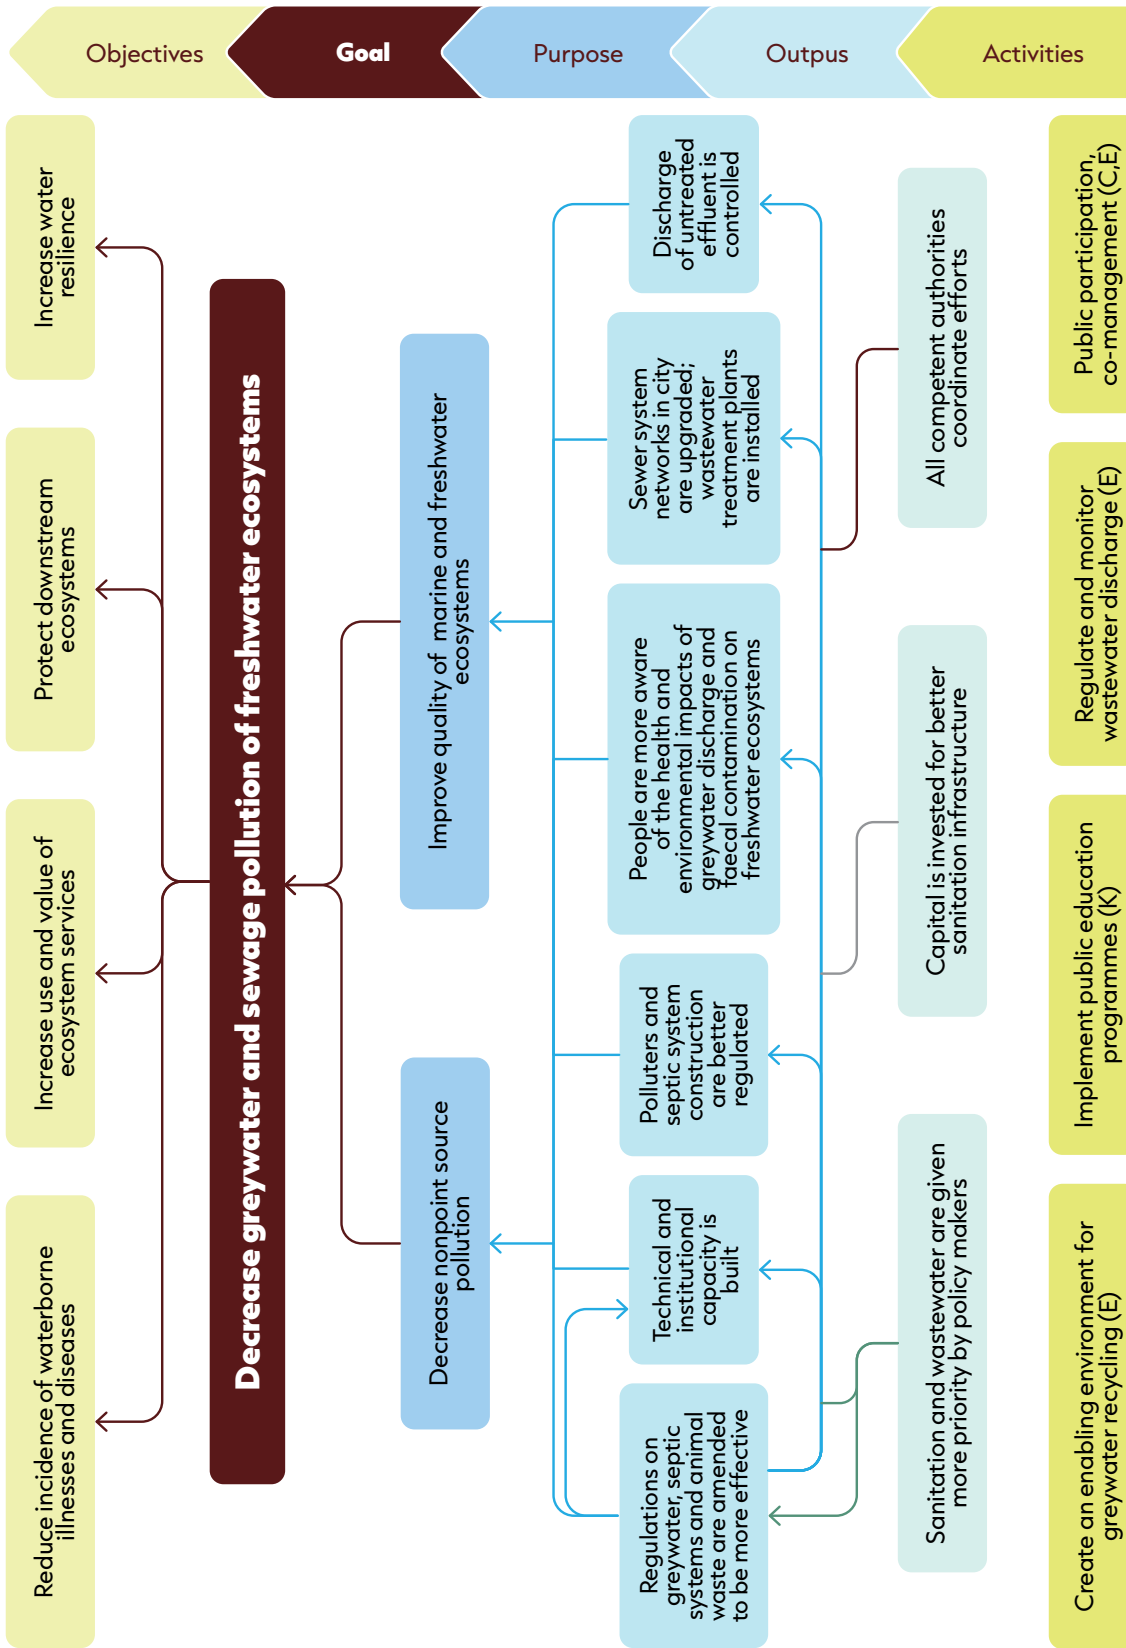 Objectives
Goal
Purpose
Outpus
Activities
Reduce incidence of waterborne
illnesses and diseases
Increase use and value of
ecosystem services
Protect downstream
ecosystems
Increase water
resilience
Decrease greywater and sewage pollution of freshwater ecosystems
Decrease nonpoint source
pollution
Improve quality of marine and freshwater
ecosystems
Regulations on
greywater, septic
systems and animal
waste are amended
to be more effective
Technical and
institutional
capacity is
built
Polluters and
septic system
construction
are better
regulated
People are more aware
of the health and
environmental impacts of
greywater discharge and
faecal contamination on
freshwater ecosystems
Sewer system
networks in city
are upgraded;
wastewater
treatment plants
are installed
Discharge
of untreated
effluent is
controlled
Sanitation and wastewater are given
more priority by policy makers
Capital is invested for better
sanitation infrastructure
All competent authorities
coordinate efforts
Create an enabling environment for
greywater recycling (E)
Implement public education
programmes (K)
Regulate and monitor
wastewater discharge (E)
Public participation,
co-management (C,E)